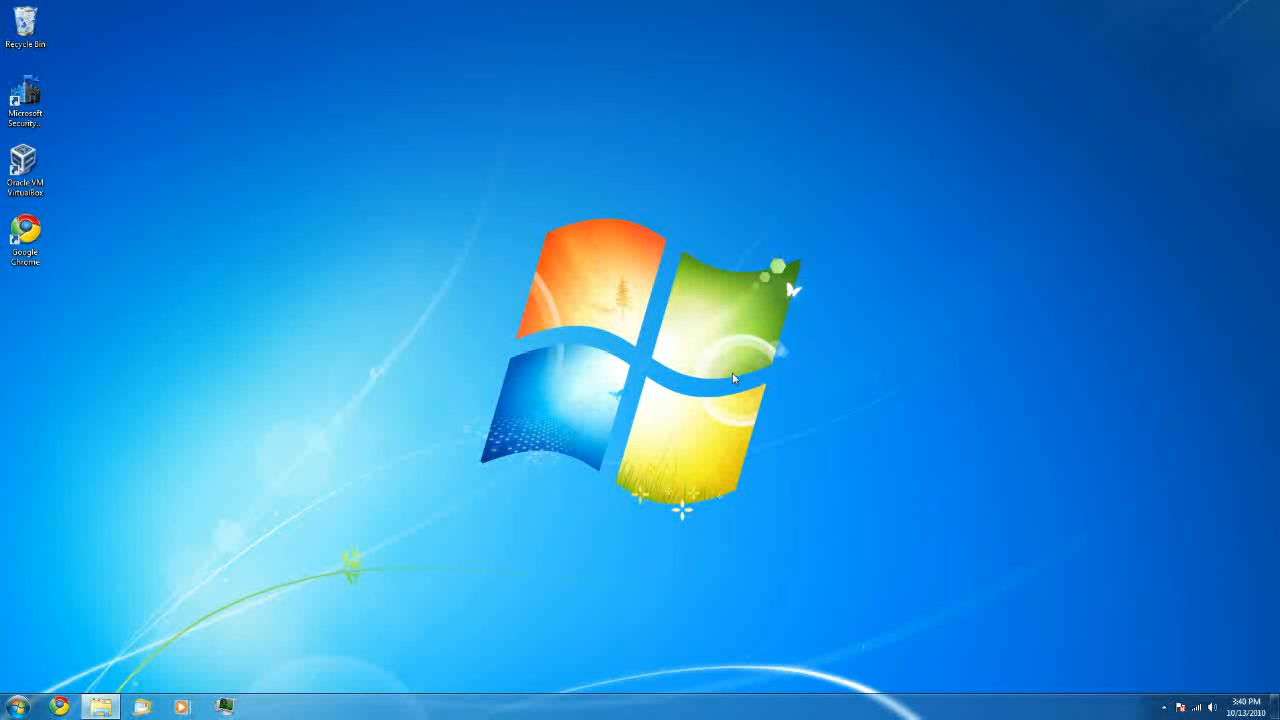 Recycle Bin
Microsoft
Security...
Oracle VM
VirtualBox
Google
Chrome
3:40 PM
10/13/2010